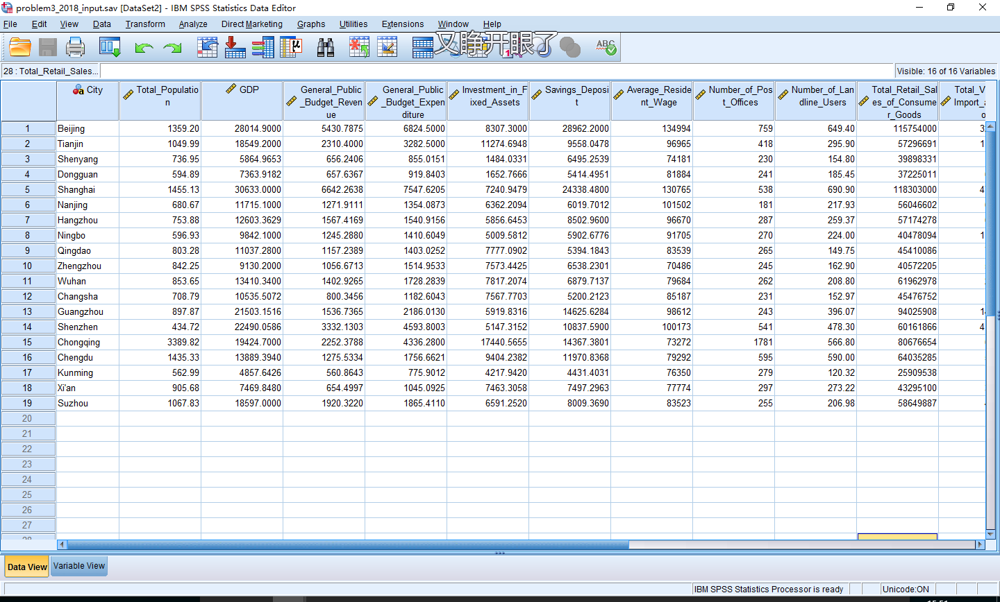 problem3_2018_input.sav [DataSet2] - IBM SPSS Statistics Data Editor
File Edit View Data Transform Analyze Direct Marketing Graphs Utilities Extensions Window Help
又睁开眼了
ABC
28 : Total_Retail_Sales... Visible: 16 of 16 Variables
City Total_Population GDP General_Public_Budget_Revenue General_Public_Budget_Expenditure Investment_in_Fixed_Assets Savings_Deposit Average_Resident_Wage Number_of_Post_Offices Number_of_Landline_Users Total_Retail_Sales_of_Consumer_Goods Total_V
1 Beijing 1359.20 28014.9000 5430.7875 6824.5000 8307.3000 28962.2000 134994 759 649.40 115754000
2 Tianjin 1049.99 18549.2000 2310.4000 3282.5000 11274.6948 9558.0478 96965 418 295.90 57296691
3 Shenyang 736.95 5864.9653 656.2406 855.0151 1484.0331 6495.2539 74181 230 154.80 39898331
4 Dongguan 594.89 7363.9182 657.6367 919.8403 1652.7666 5414.4951 81884 241 185.45 37225011
5 Shanghai 1455.13 30633.0000 6642.2638 7547.6205 7240.9479 24338.4800 130765 538 690.90 118303000
6 Nanjing 680.67 11715.1000 1271.9111 1354.0873 6362.2094 6019.7012 101502 181 217.93 56046602
7 Hangzhou 753.88 12603.3629 1567.4169 1540.9156 5856.6453 8502.9600 96670 287 259.37 57174278
8 Ningbo 596.93 9842.1000 1245.2880 1410.6049 5009.5812 5902.6776 91705 270 224.00 40478094
9 Qingdao 803.28 11037.2800 1157.2389 1403.0252 7777.0902 5394.1843 83539 265 149.75 45410086
10 Zhengzhou 842.25 9130.2000 1056.6713 1514.9533 7573.4425 6538.2301 70486 245 162.90 40572205
11 Wuhan 853.65 13410.3400 1402.9265 1728.2839 7817.2074 6879.7137 79684 262 208.80 61962978
12 Changsha 708.79 10535.5072 800.3456 1182.6043 7567.7703 5200.2123 85187 231 152.97 45476752
13 Guangzhou 897.87 21503.1516 1536.7365 2186.0130 5919.8316 14625.6284 98612 243 396.07 94025908
14 Shenzhen 434.72 22490.0586 3332.1303 4593.8003 5147.3152 10837.5900 100173 541 478.30 60161866
15 Chongqing 3389.82 19424.7000 2252.3788 4336.2800 17440.5655 14367.3801 73272 1781 566.80 80676654
16 Chengdu 1435.33 13889.3940 1275.5334 1756.6621 9404.2382 11970.8368 79292 595 590.00 64035285
17 Kunming 562.99 4857.6426 560.8643 775.9012 4217.9420 4431.4031 76350 279 120.32 25909538
18 Xi'an 905.68 7469.8480 654.4997 1045.0925 7463.3058 7497.2963 77774 297 273.22 43295100
19 Suzhou 1067.83 18597.0000 1920.3220 1865.4110 6591.2520 8009.3690 83523 255 206.98 58649887
20
21
22
23
24
25
26
27
Data View Variable View
IBM SPSS Statistics Processor is ready Unicode:ON